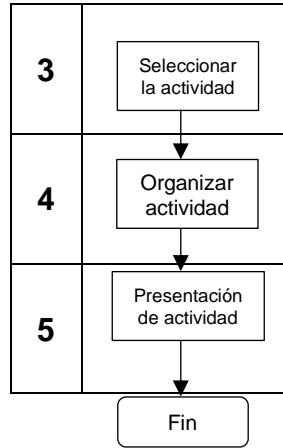 3
Seleccionar
la actividad
4
Organizar
actividad
5
Presentación
de actividad
Fin